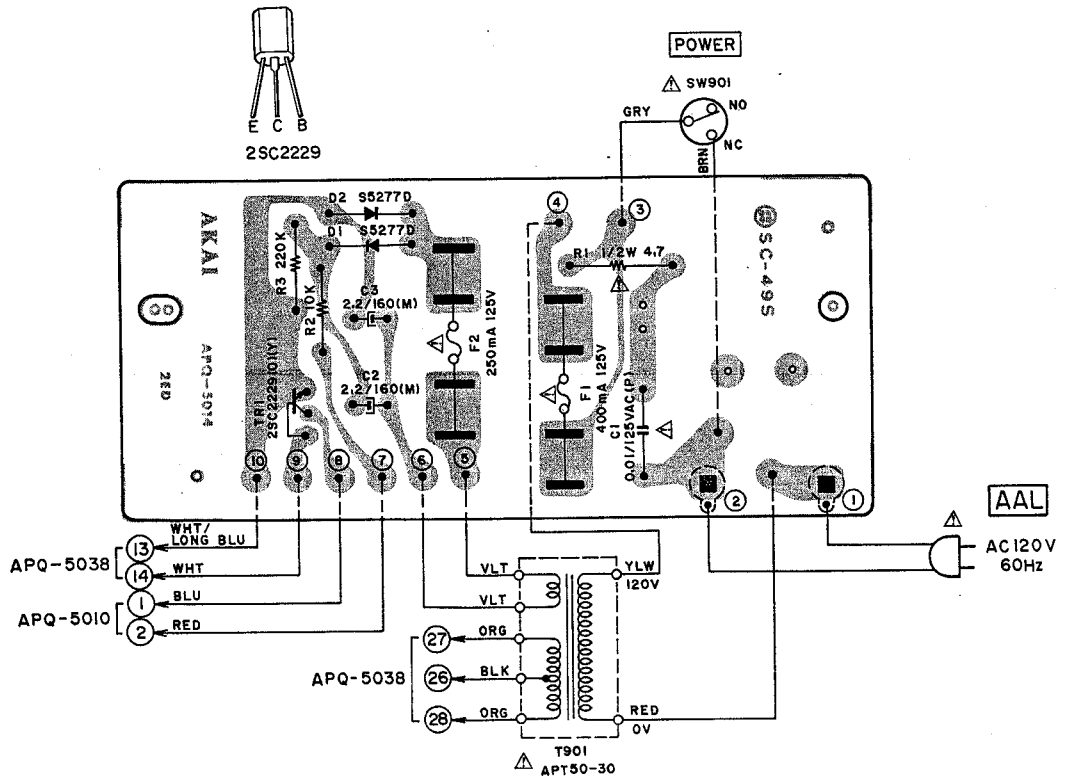 POWER
SW901
NO
GRY
NC
BRN
E C B
2SC2229
AKAI
APQ-5014
26D
D2 S5277D
D1 S5277D
R3 220K
R2 10K
C3
2.2/160(M)
C2
2.2/160(M)
TR1
2SC2229(O)(Y)
F2
250mA 125V
4
3
R1 1/2W 4.7
F1
400mA 125V
C1
0.01/125VAC(P)
SC-49S
10
9
8
7
6
5
2
1
AAL
AC120V
60Hz
WHT/
LONG BLU
APQ-5038
13
14
WHT
APQ-5010
1
BLU
2
RED
VLT
YLW
120V
VLT
27
ORG
APQ-5038
26
BLK
28
ORG
RED
0V
T901
APT50-30